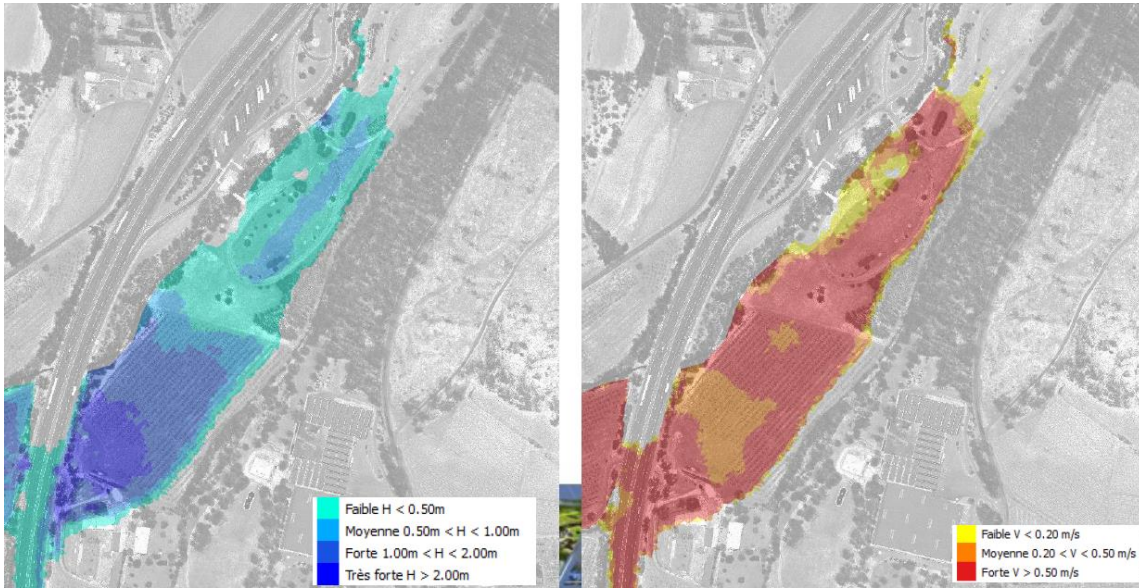 Faible H < 0.50m
Moyenne 0.50m < H < 1.00m
Forte 1.00m < H < 2.00m
Très forte H > 2.00m
Faible V < 0.20 m/s
Moyenne 0.20 < V < 0.50 m/s
Forte V > 0.50 m/s